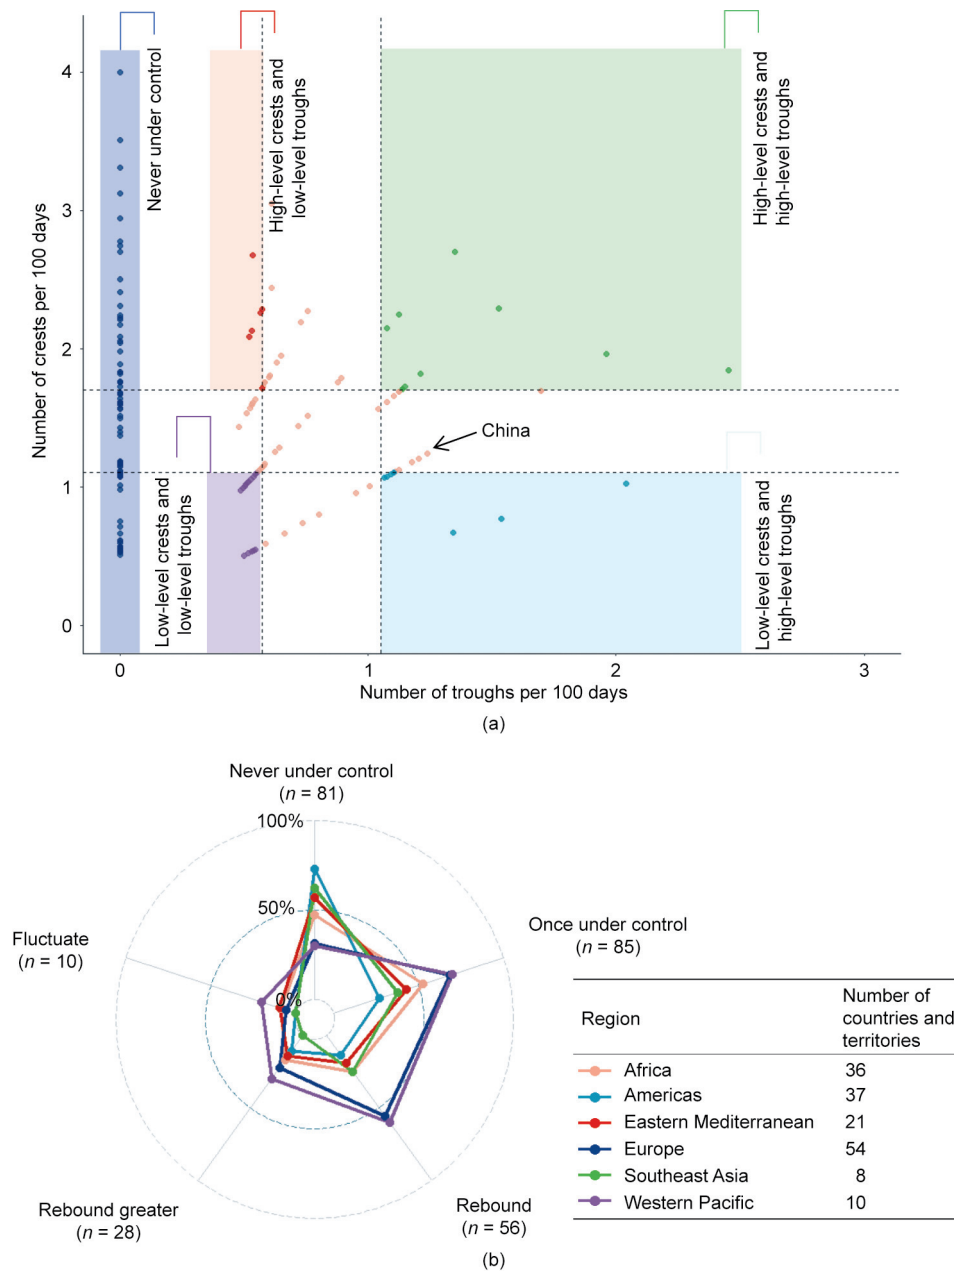 Number of crests per 100 days
4
3
2
1
0
Never under control
High-level crests and
low-level troughs
High-level crests and
high-level troughs
China
Low-level crests and
low-level troughs
Low-level crests and
high-level troughs
0
1
2
3
Number of troughs per 100 days
(a)
Never under control
(n = 81)
100%
50%
0%
Once under control
(n = 85)
Fluctuate
(n = 10)
Rebound greater
(n = 28)
Rebound
(n = 56)
Region
Number of
countries and
territories
Africa 36
Americas 37
Eastern Mediterranean 21
Europe 54
Southeast Asia 8
Western Pacific 10
(b)